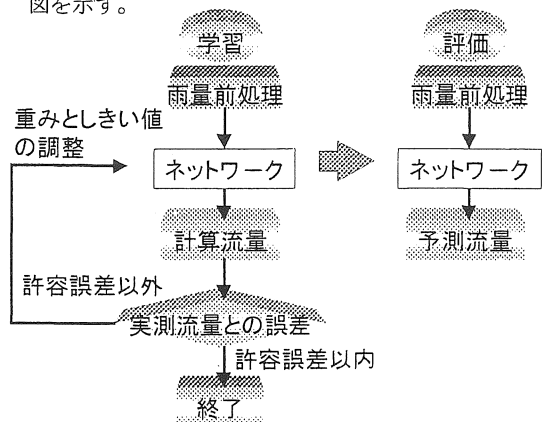 図を示す。
学習
雨量前処理
重みとしきい値
の調整
ネットワーク
計算流量
許容誤差以外
実測流量との誤差
許容誤差以内
終了
評価
雨量前処理
ネットワーク
予測流量